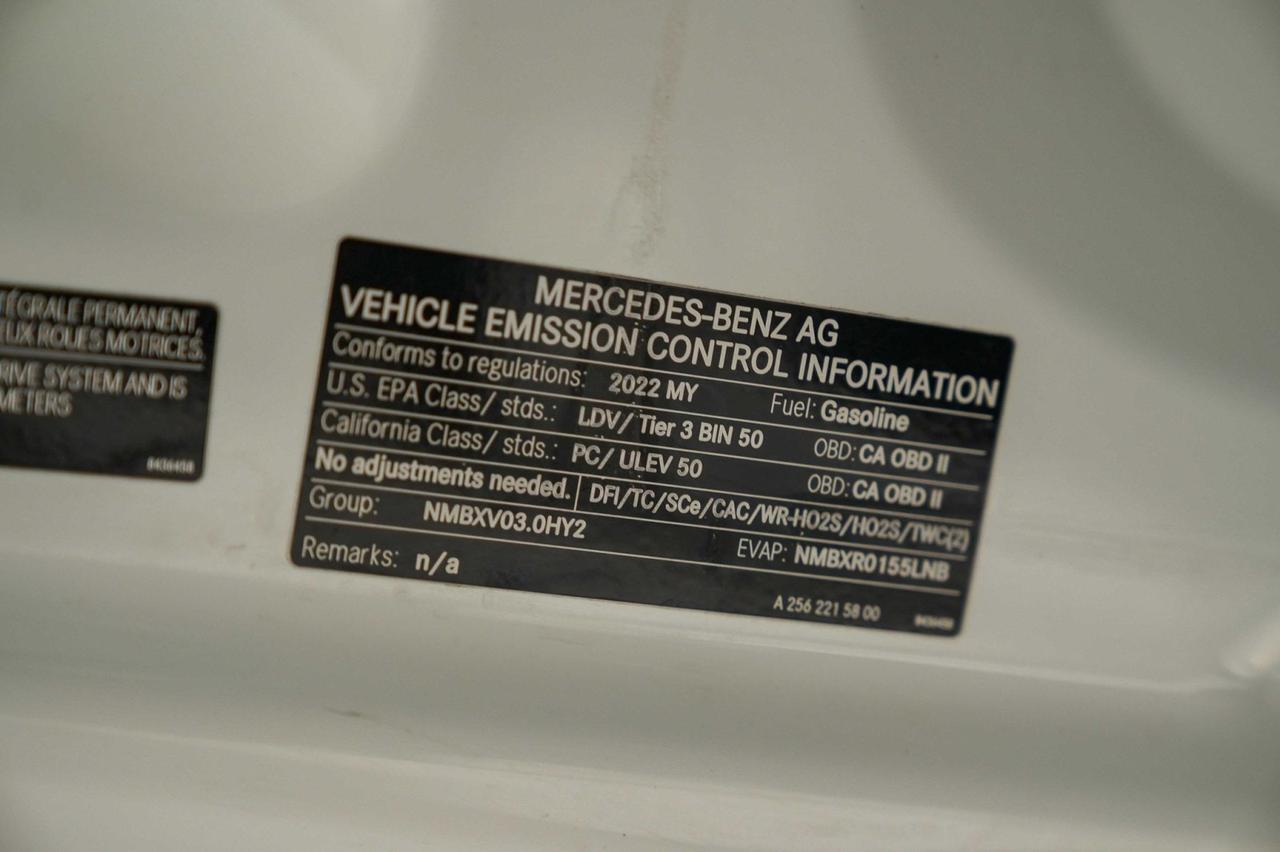 TÉGRALE PERMANENT,
EUX ROUES MOTRICES.
RIVE SYSTEM AND IS
METERS
MERCEDES-BENZ AG
VEHICLE EMISSION CONTROL INFORMATION
Conforms to regulations: 2022 MY Fuel: Gasoline
U.S. EPA Class/ stds.: LDV/ Tier 3 BIN 50 OBD: CA OBD II
California Class/ stds.: PC/ ULEV 50 OBD: CA OBD II
No adjustments needed. DFI/TC/SCe/CAC/WR-HO2S/HO2S/TWC(2)
Group: NMBXV03.0HY2 EVAP: NMBXR0155LNB
Remarks: n/a
A 256 221 58 00